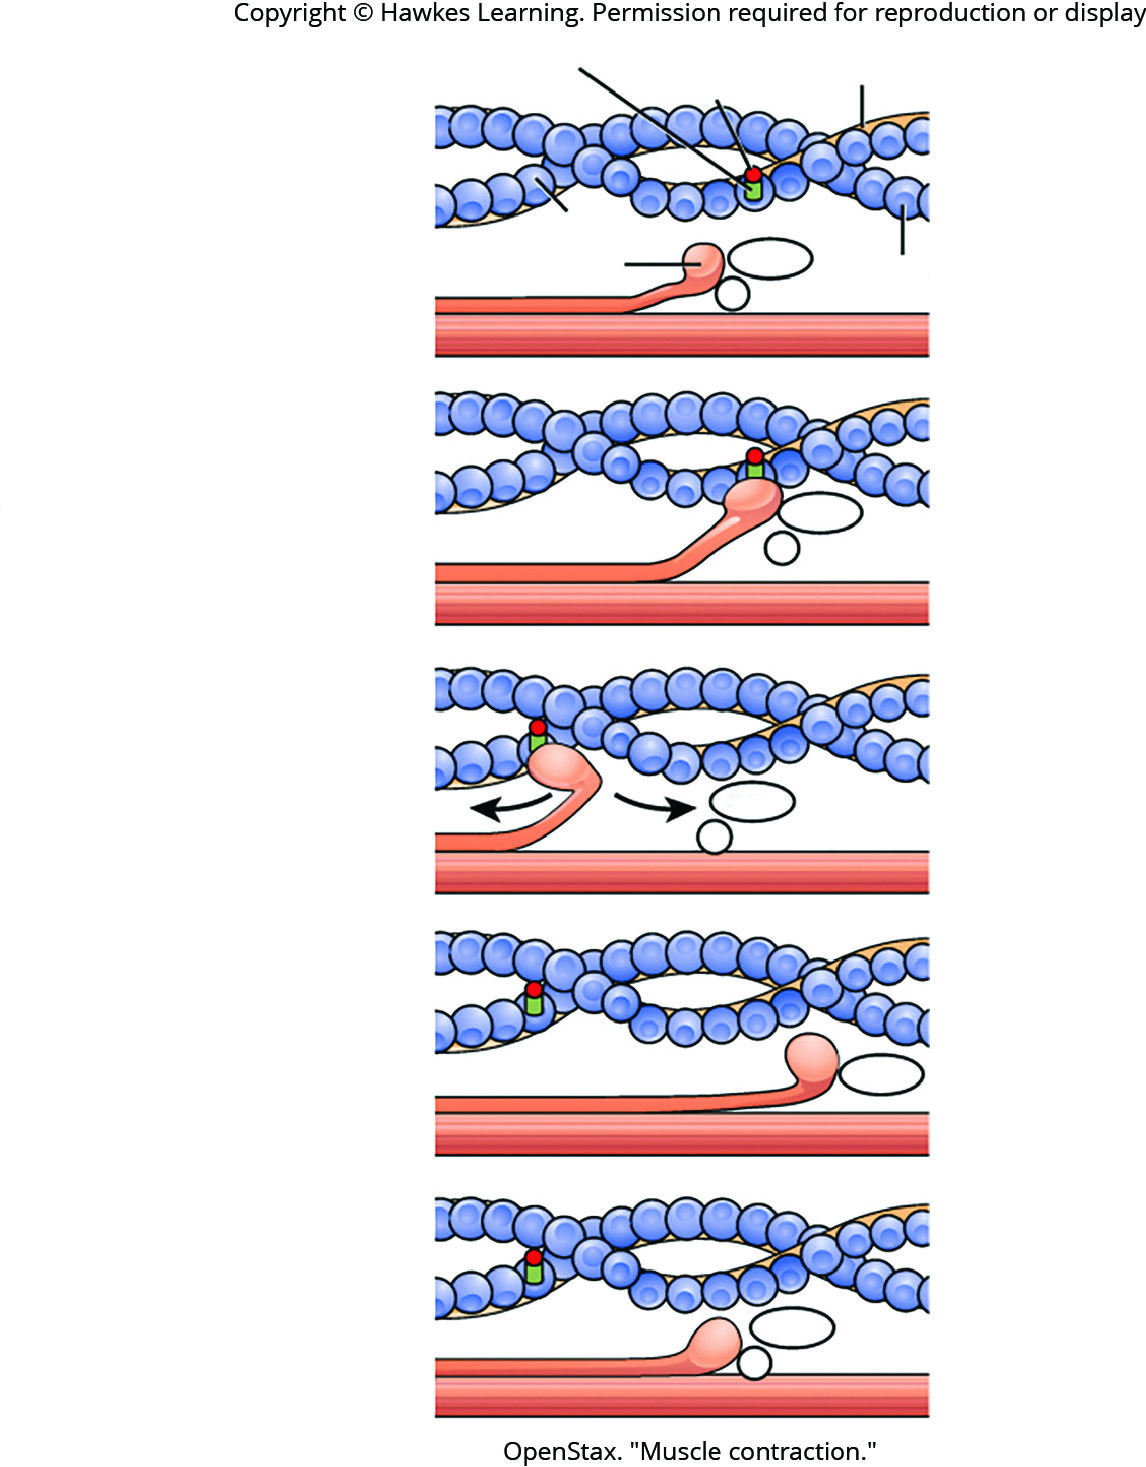 Copyright © Hawkes Learning. Permission required for reproduction or display
OpenStax. "Muscle contraction."